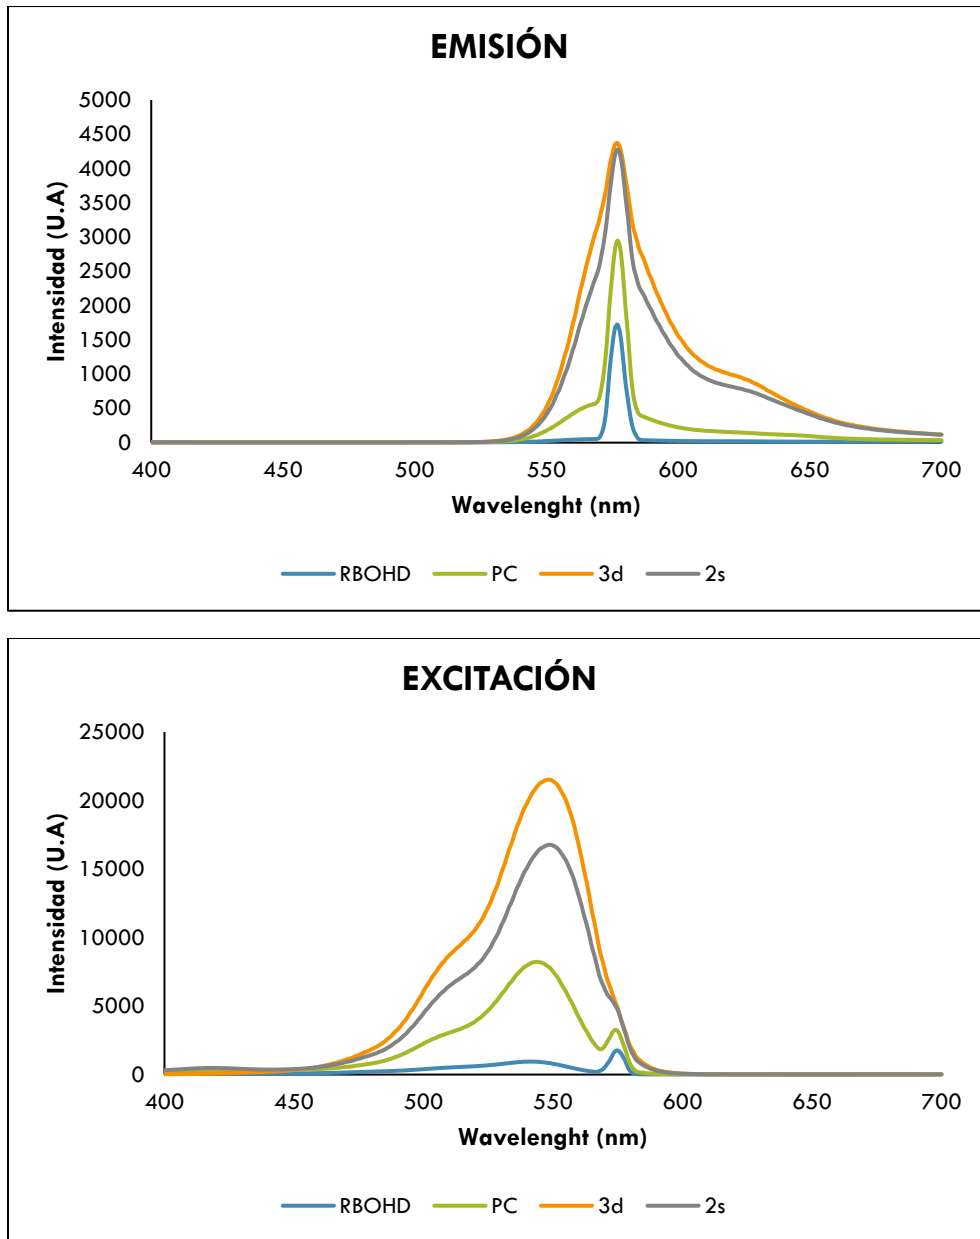 EMISIÓN
5000
4500
4000
3500
3000
2500
2000
1500
1000
500
0
Intensidad (U.A)
400 450 500 550 600 650 700
Wavelenght (nm)
RBOHD PC 3d 2s
EXCITACIÓN
25000
20000
15000
10000
5000
0
Intensidad (U.A)
400 450 500 550 600 650 700
Wavelenght (nm)
RBOHD PC 3d 2s